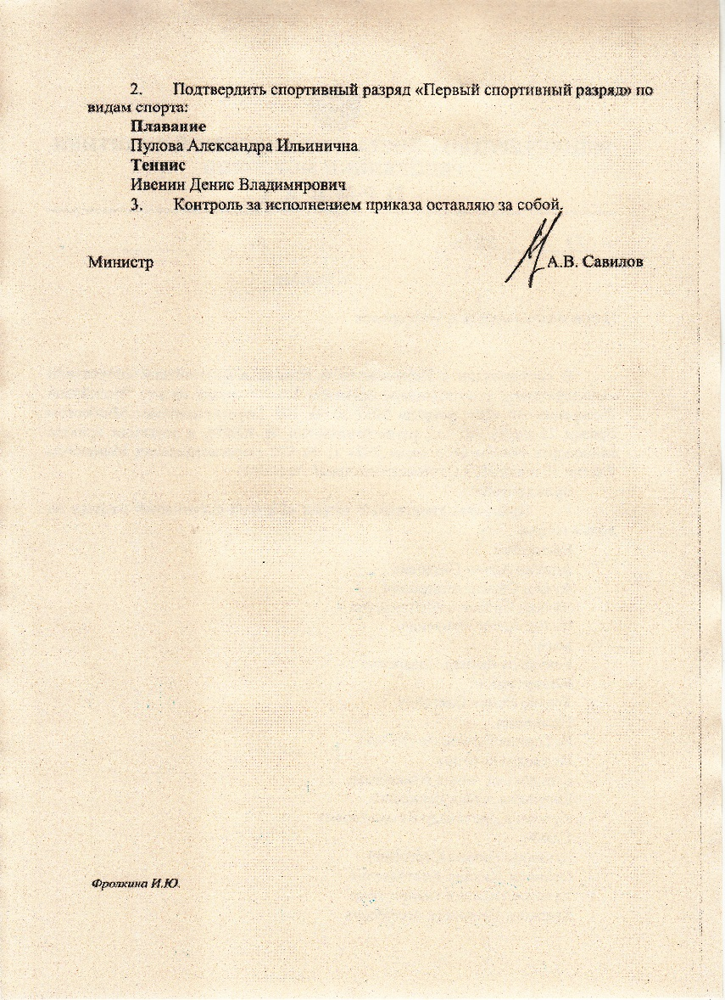 2. Подтвердить спортивный разряд «Первый спортивный разряд» по
видам спорта:
Плавание
Пулова Александра Ильинична
Теннис
Ивенин Денис Владимирович
3. Контроль за исполнением приказа оставляю за собой.
Министр А.В. Савилов
Фролкина И.Ю.